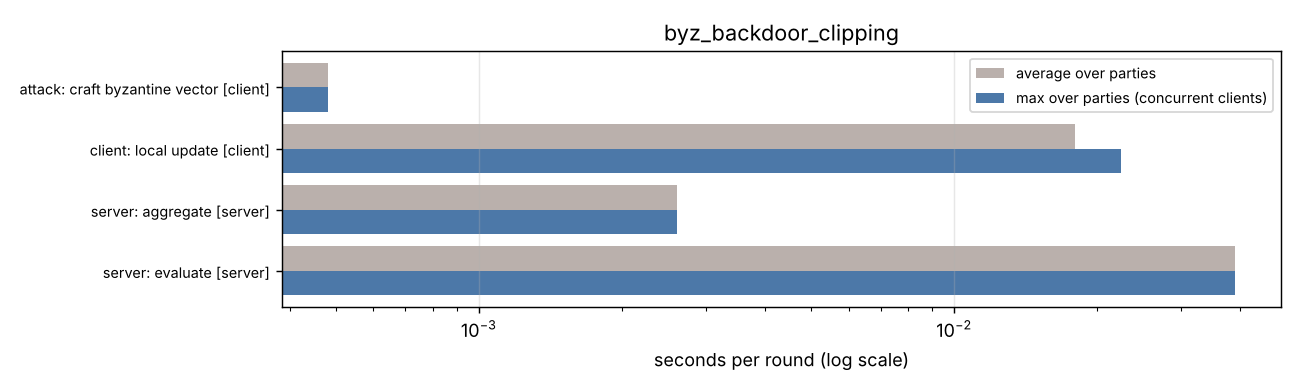 byz_backdoor_clipping
average over parties
max over parties (concurrent clients)
attack: craft byzantine vector [client]
client: local update [client]
server: aggregate [server]
server: evaluate [server]
10⁻³
10⁻²
seconds per round (log scale)